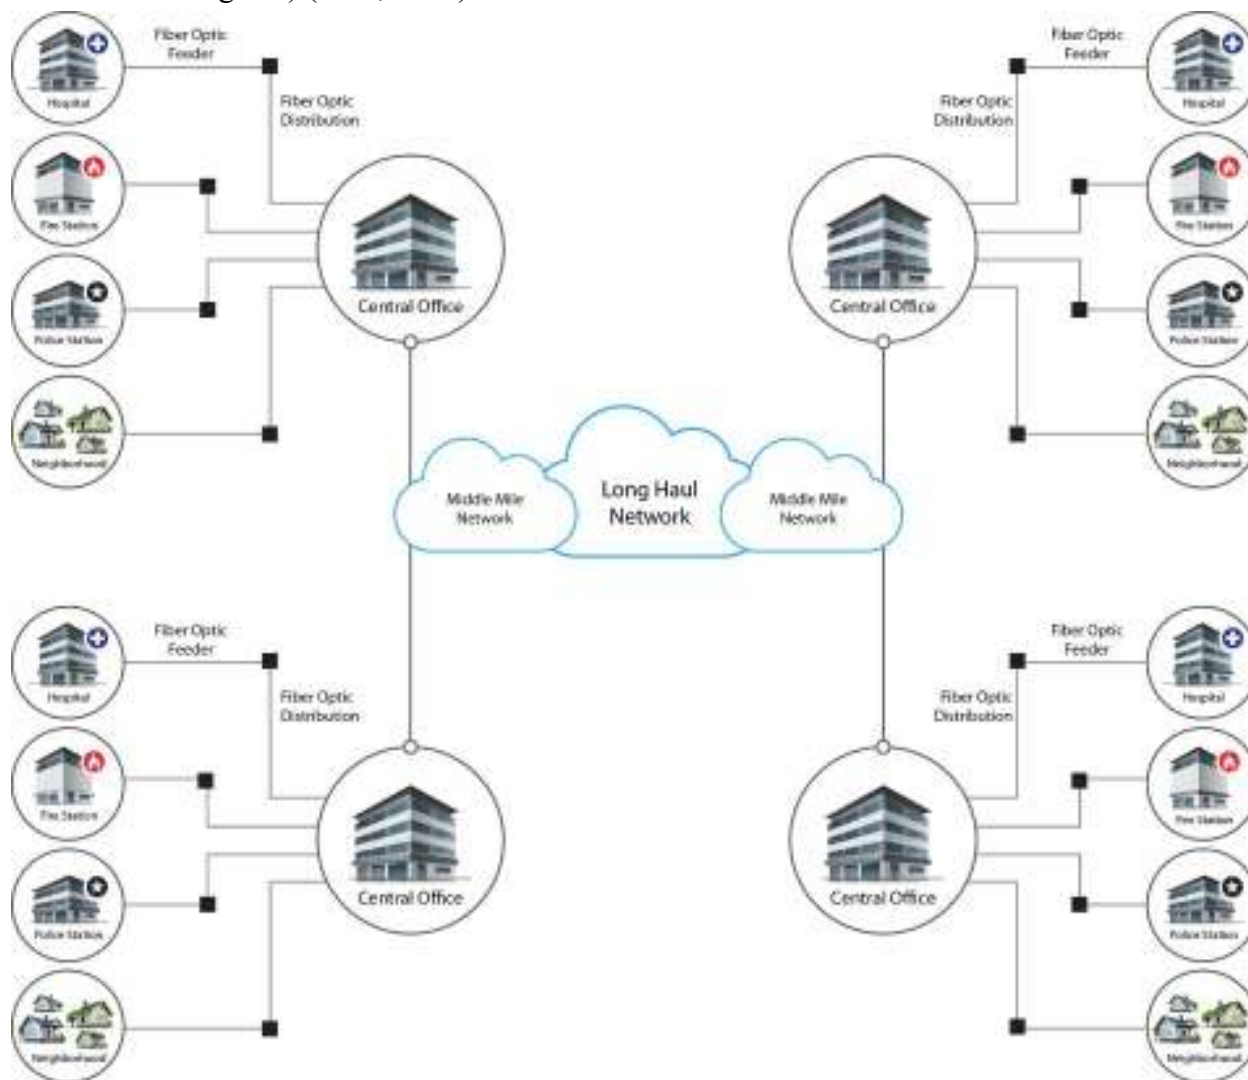 Fiber Optic
Feeder
Hospital
Fiber Optic
Distribution
Fire Station
Central Office
Police Station
Neighborhood
Fiber Optic
Feeder
Hospital
Fiber Optic
Distribution
Fire Station
Central Office
Police Station
Neighborhood
Middle Mile
Network
Long Haul
Network
Middle Mile
Network
Fiber Optic
Feeder
Hospital
Fiber Optic
Distribution
Fire Station
Central Office
Police Station
Neighborhood
Fiber Optic
Feeder
Hospital
Fiber Optic
Distribution
Fire Station
Central Office
Police Station
Neighborhood